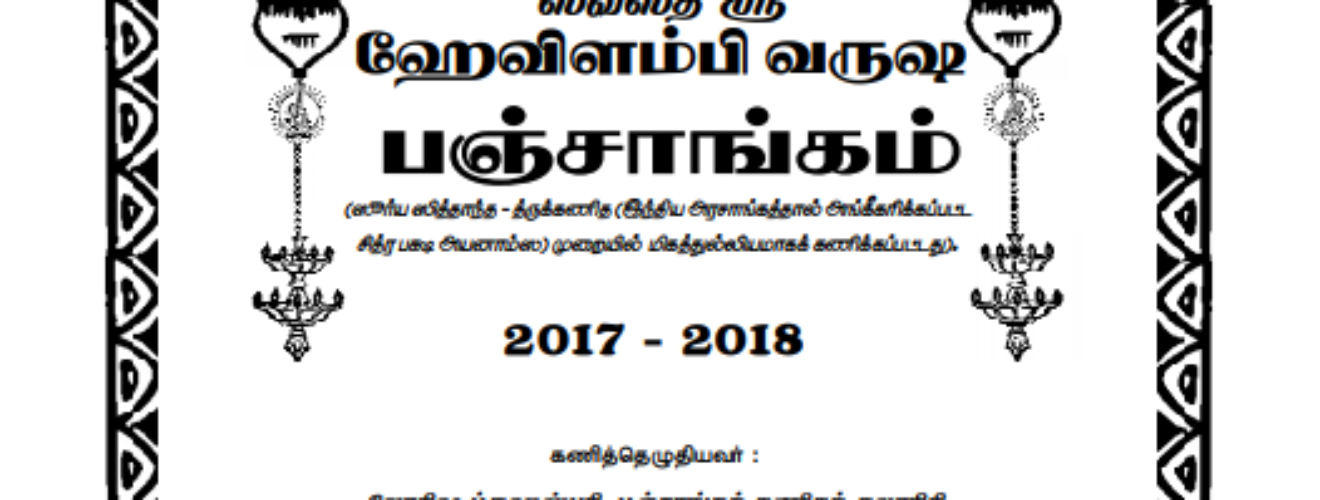 ஸ்வஸ்தி ஸ்ரீ
ஹேவிளம்பி வருஷ
பஞ்சாங்கம்
(ஸூர்ய ஸித்தாந்த - த்ருக்கணித (இந்திய அரசாங்கத்தால் அங்கீகரிக்கப்பட்ட
சித்ர பக்ஷ அயனாம்ஸ) முறையில் மிகத்துல்லியமாகக் கணிக்கப்பட்டது).
2017 - 2018
கணித்தெழுதியவர் :